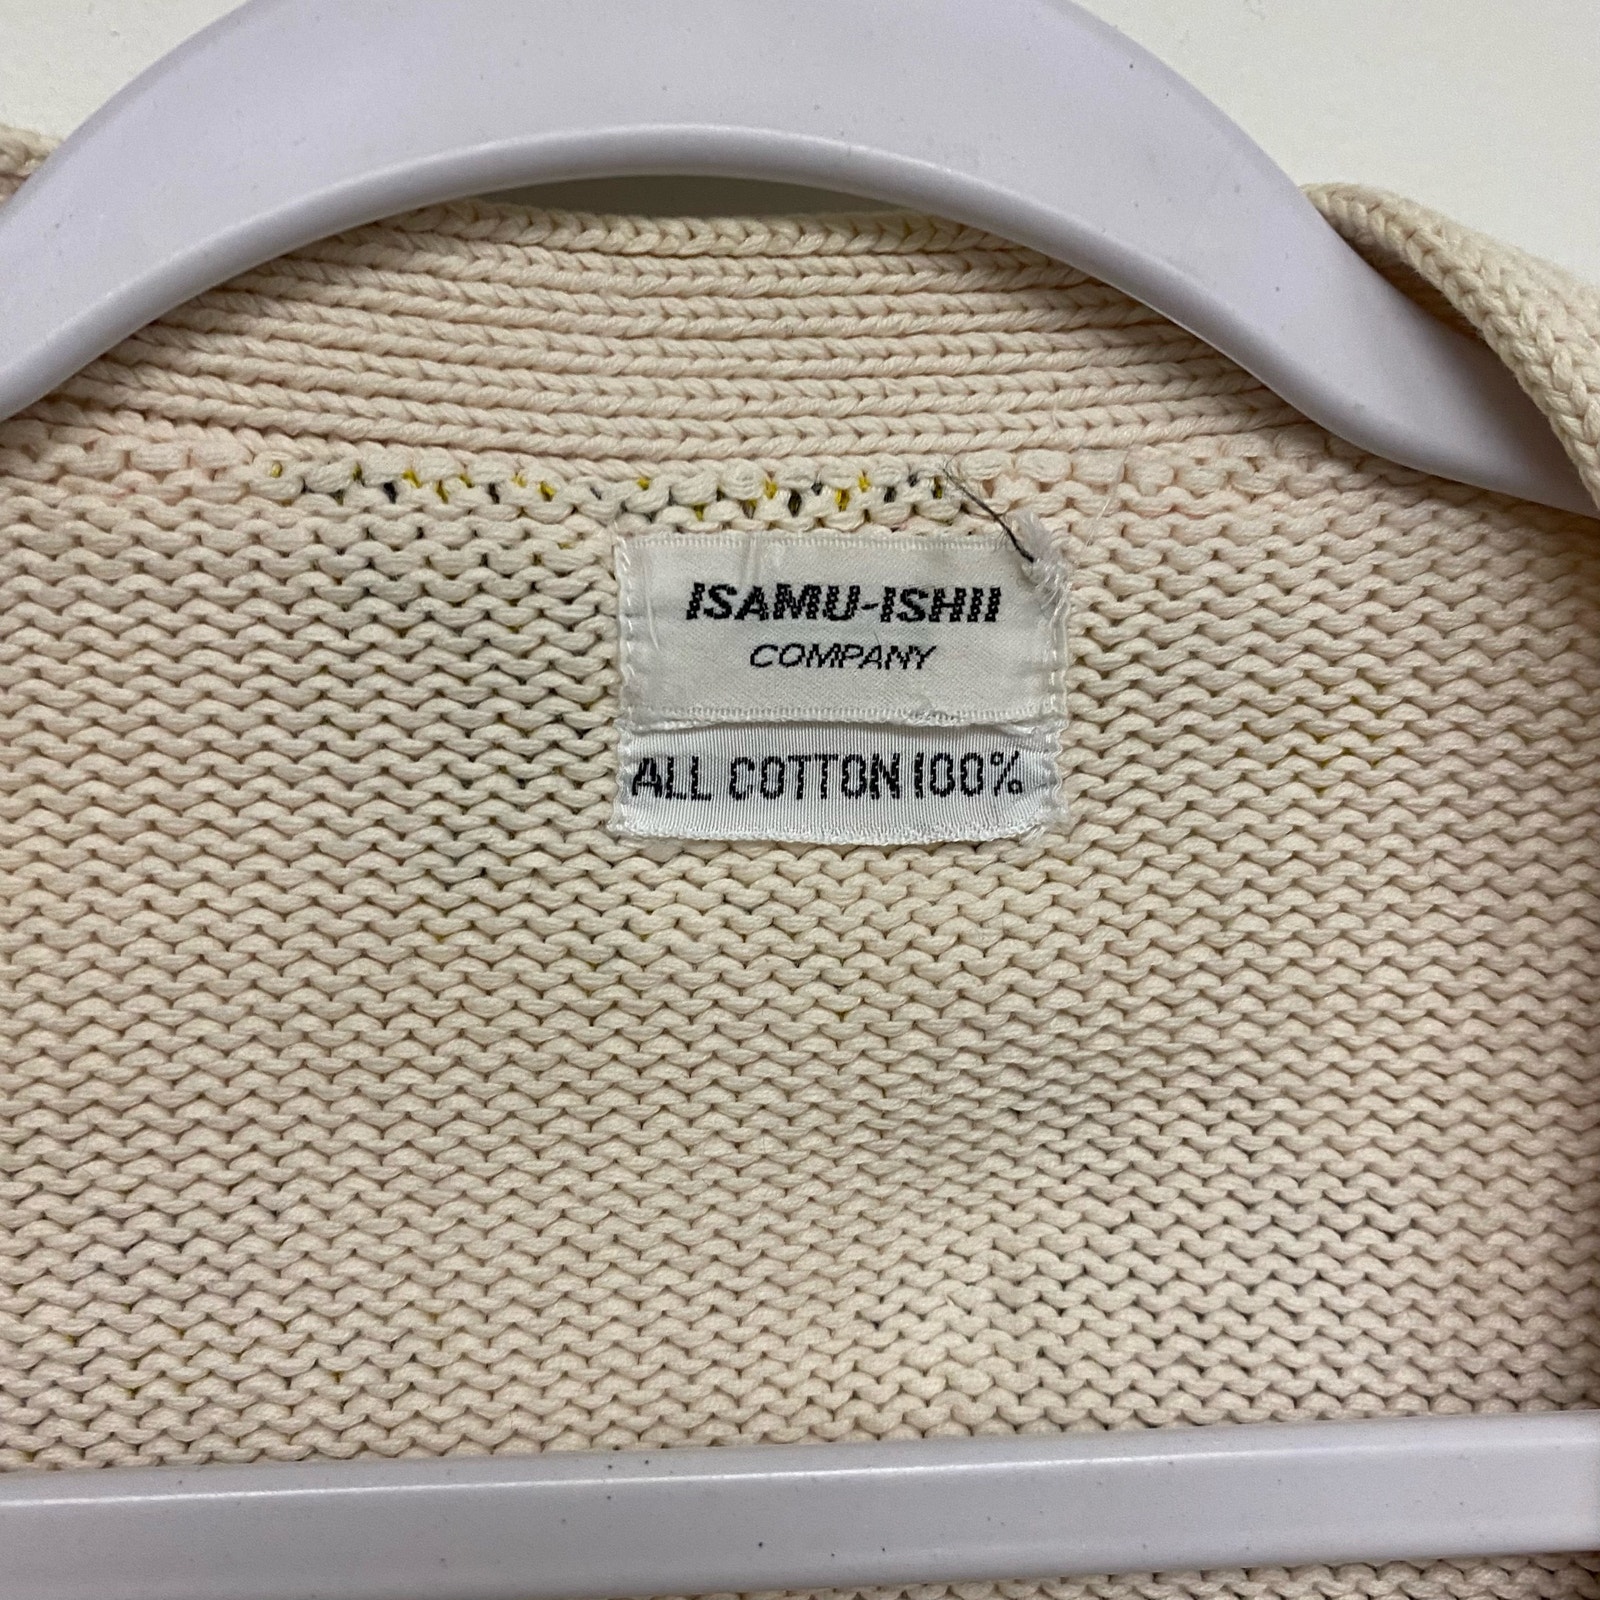 ISAMU-ISHII
COMPANY
ALL COTTON 100%